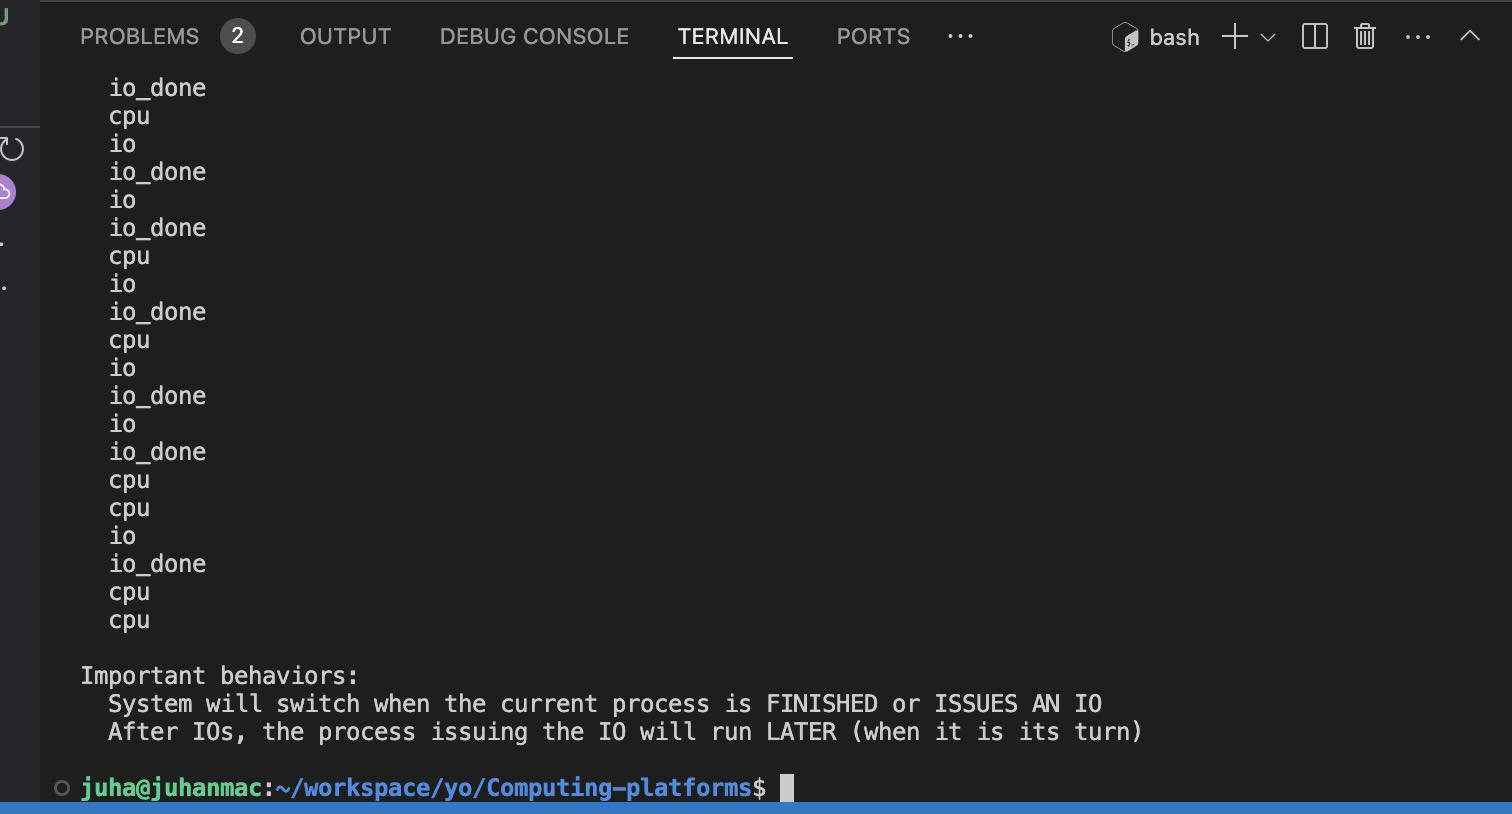 PROBLEMS 2 OUTPUT DEBUG CONSOLE TERMINAL PORTS ··· bash ···
io_done
cpu
io
io_done
io
io_done
cpu
io
io_done
cpu
io
io_done
io
io_done
cpu
cpu
io
io_done
cpu
cpu
Important behaviors:
System will switch when the current process is FINISHED or ISSUES AN IO
After IOs, the process issuing the IO will run LATER (when it is its turn)
juha@juhanmac:~/workspace/yo/Computing-platforms$